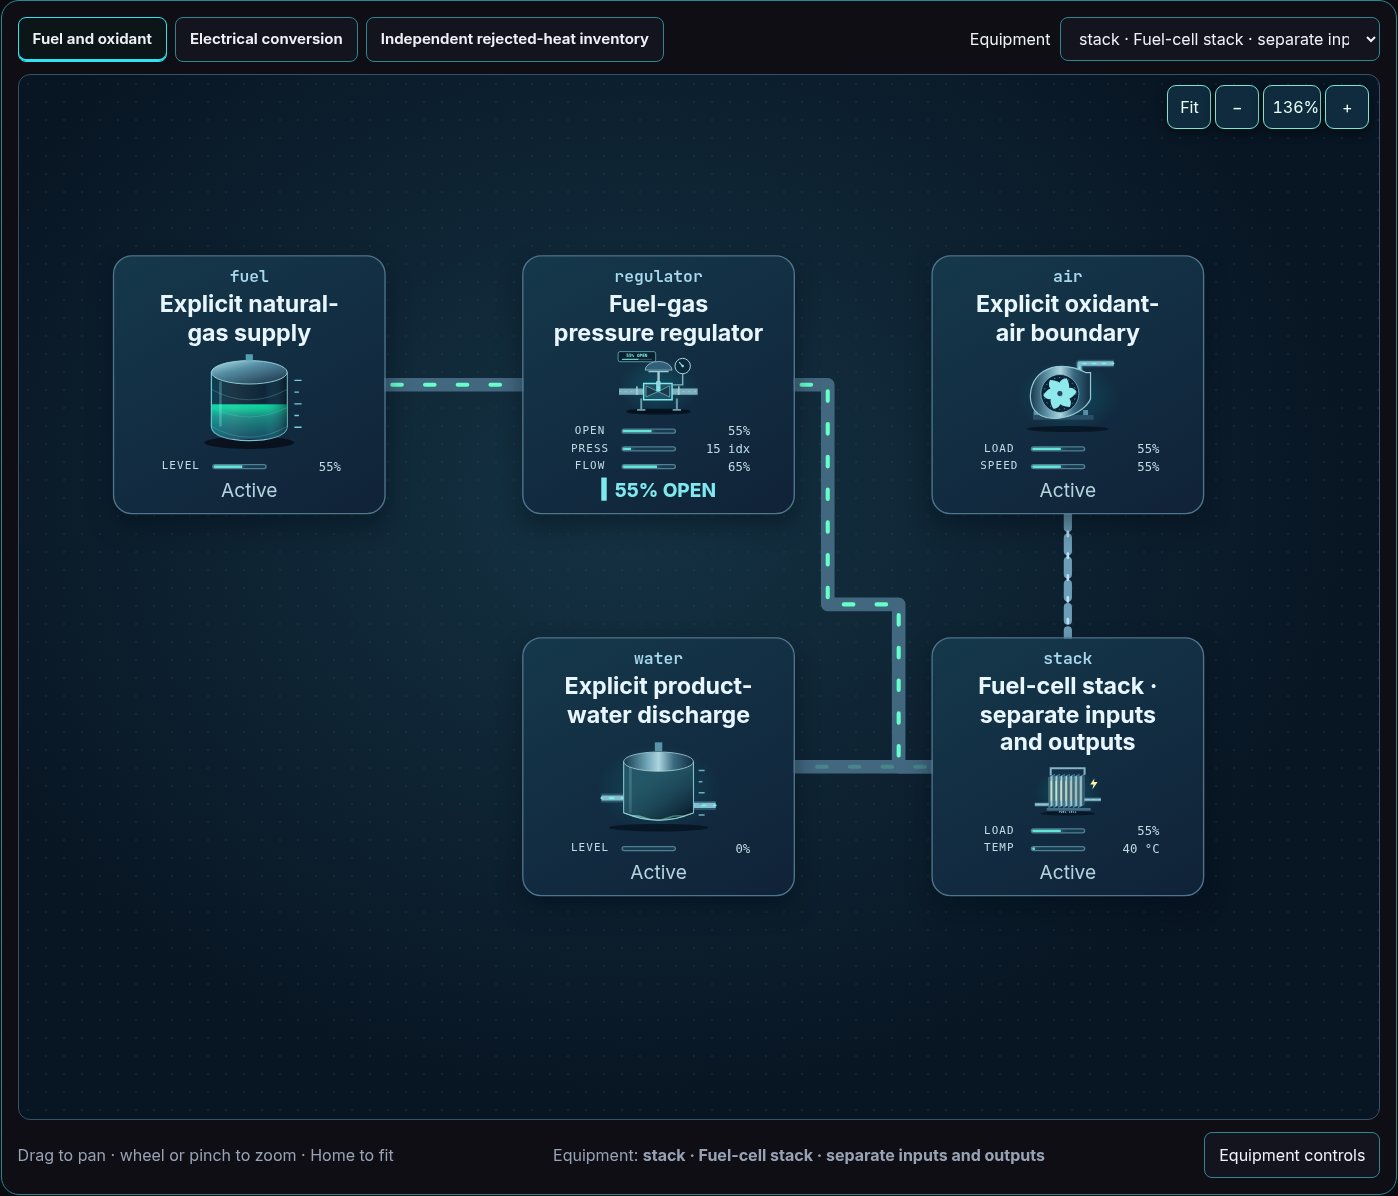 Fuel and oxidant
Electrical conversion
Independent rejected-heat inventory
Equipment
stack · Fuel-cell stack · separate inp
Fit
−
136%
+
fuel
Explicit natural-
gas supply
LEVEL 55%
Active
regulator
Fuel-gas
pressure regulator
55% OPEN
OPEN 55%
PRESS 15 idx
FLOW 65%
55% OPEN
air
Explicit oxidant-
air boundary
LOAD 55%
SPEED 55%
Active
water
Explicit product-
water discharge
LEVEL 0%
Active
stack
Fuel-cell stack ·
separate inputs
and outputs
LOAD 55%
TEMP 40 °C
Active
Drag to pan · wheel or pinch to zoom · Home to fit
Equipment: stack · Fuel-cell stack · separate inputs and outputs
Equipment controls